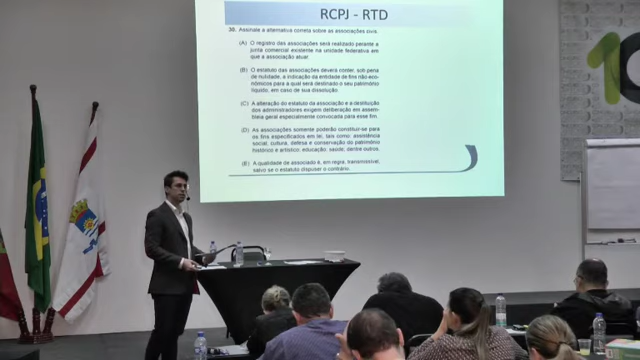 RCPJ - RTD
30. Assinale a alternativa correta sobre as associações civis.
(A) O registro das associações será realizado perante a
junta comercial existente na unidade federativa em
que a associação atuar.
(B) O estatuto das associações deverá conter, sob pena
de nulidade, a indicação da entidade de fins não eco-
nômicos para a qual será destinado o seu patrimônio
líquido, em caso de sua dissolução.
(C) A alteração do estatuto da associação e a destituição
dos administradores exigem deliberação em assem-
bleia geral especialmente convocada para esse fim.
(D) As associações somente poderão constituir-se para
os fins especificados em lei, tais como: assistência
social; cultura, defesa e conservação do patrimônio
histórico e artístico; educação; saúde; dentre outros.
(E) A qualidade de associado é, em regra, transmissível,
salvo se o estatuto dispuser o contrário.